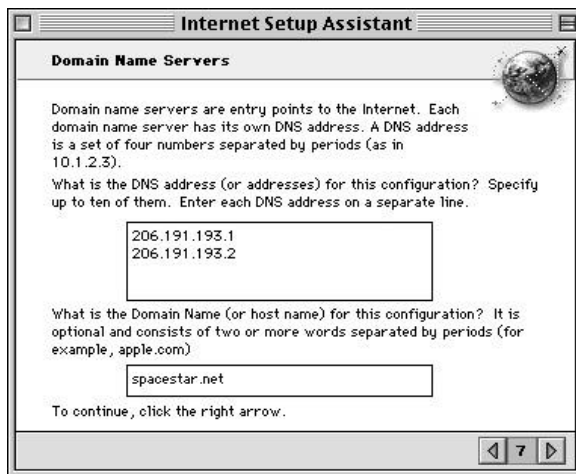 Internet Setup Assistant
Domain Name Servers
Domain name servers are entry points to the Internet. Each
domain name server has its own DNS address. A DNS address
is a set of four numbers separated by periods (as in
10.1.2.3).
What is the DNS address (or addresses) for this configuration? Specify
up to ten of them. Enter each DNS address on a separate line.
206.191.193.1
206.191.193.2
What is the Domain Name (or host name) for this configuration? It is
optional and consists of two or more words separated by periods (for
example, apple.com)
spacestar.net
To continue, click the right arrow.
7